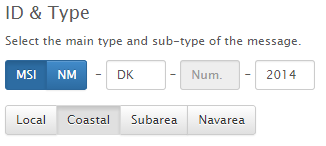 ID & Type
Select the main type and sub-type of the message.
MSI NM - DK - Num. - 2014
Local Coastal Subarea Navarea